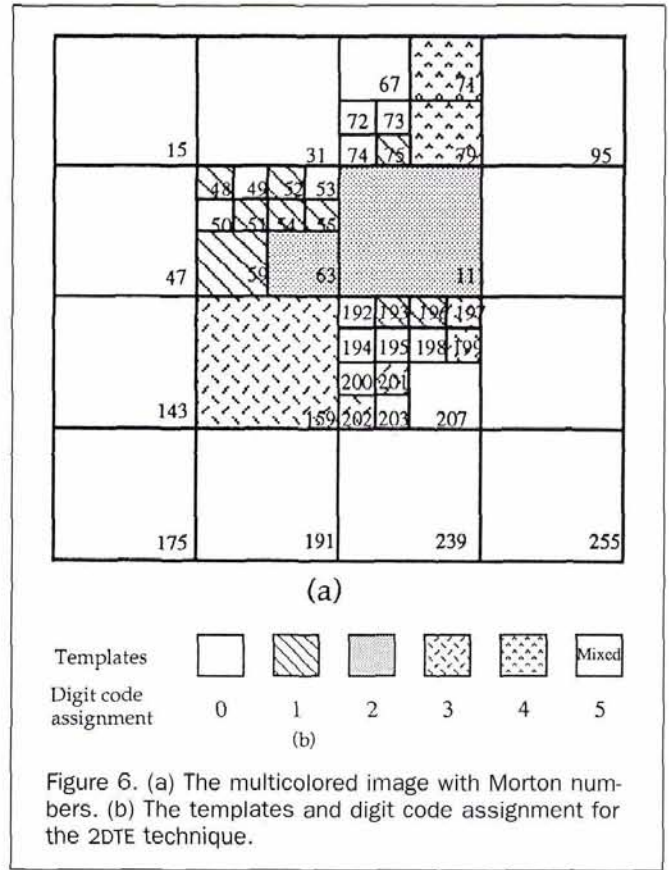 67 71
72 73
74 75 79
15 31 95
48 49 52 53
50 51 54 55
47 59 63 11
192 193 196 197
194 195 198 199
200 201
143 159 202 203 207
175 191 239 255
(a)
Templates Mixed
Digit code
assignment 0 1 2 3 4 5
(b)
Figure 6. (a) The multicolored image with Morton num-
bers. (b) The templates and digit code assignment for
the 2DTE technique.